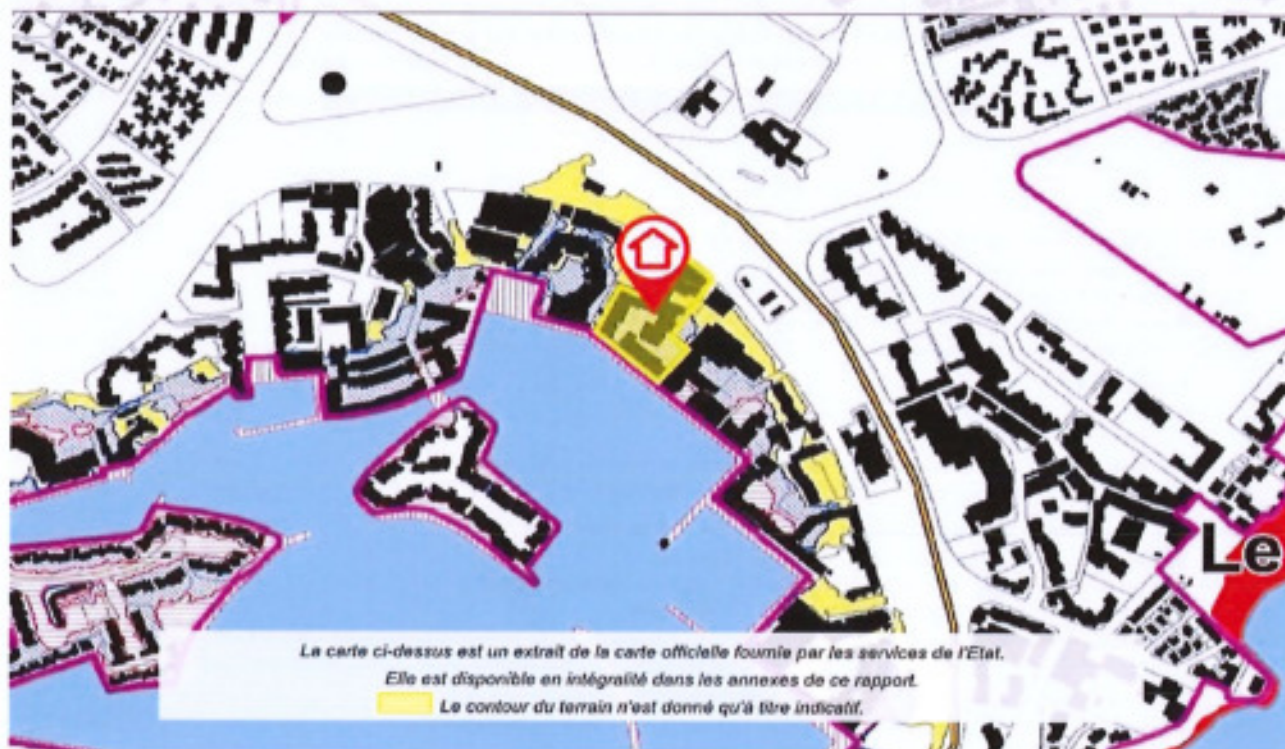 La carte ci-dessus est un extrait de la carte officielle fournie par les services de l'Etat.
Elle est disponible en intégralité dans les annexes de ce rapport.
Le contour du terrain n'est donné qu'à titre indicatif.
Le